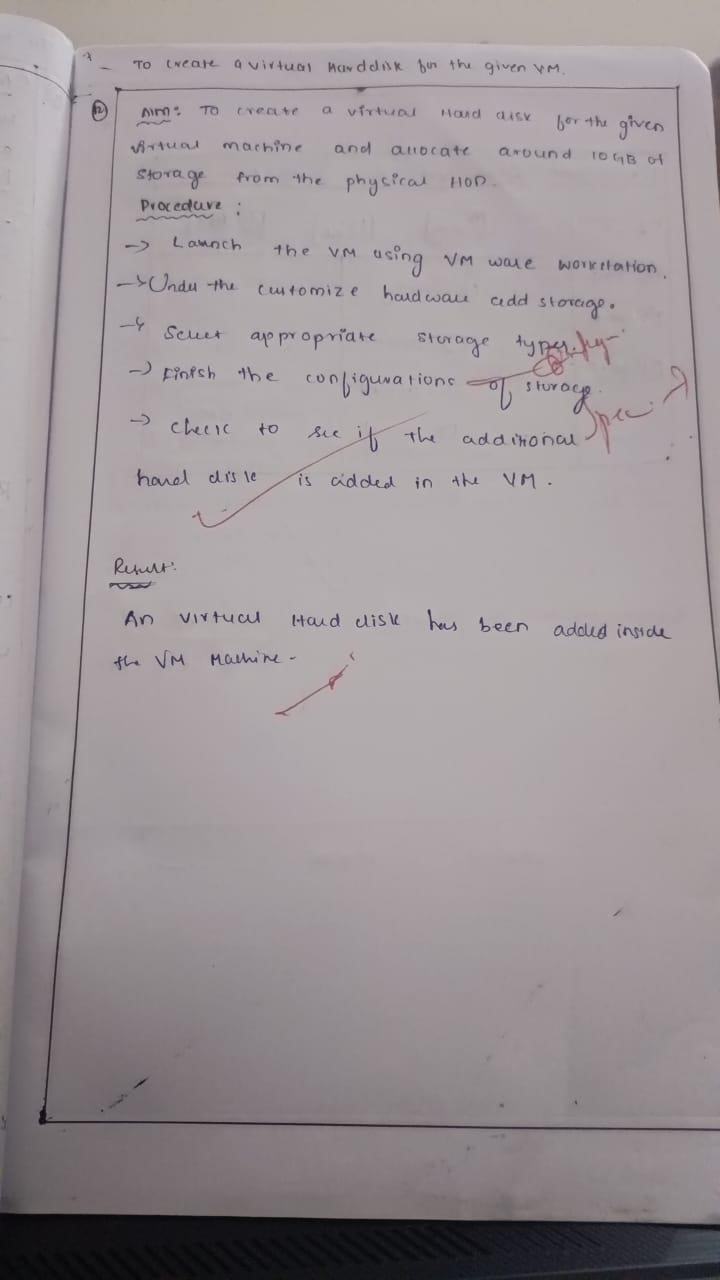 To create a virtual Harddisk for the given VM.
12 Aim: To create a virtual Hard disk for the given
virtual machine and allocate around 10GB of
storage from the physical HDD.
Procedure:
→ Launch the VM using VM ware workstation.
→ Under the customize hardware add storage.
→ Select appropriate storage type.
→ Finish the configurations of storage.
→ check to see if the additional
hard disk is added in the VM.
Result:
An virtual Hard disk has been added inside
the VM Machine.